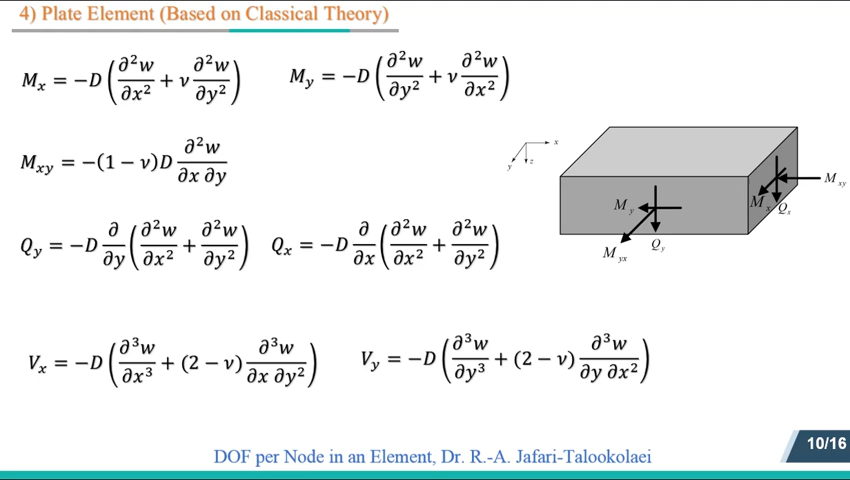 4) Plate Element (Based on Classical Theory)
Mₓ = −D(∂²w/∂x² + ν ∂²w/∂y²)    M_y = −D(∂²w/∂y² + ν ∂²w/∂x²)
M_xy = −(1 − ν)D ∂²w/∂x ∂y
Q_y = −D ∂/∂y(∂²w/∂x² + ∂²w/∂y²)    Q_x = −D ∂/∂x(∂²w/∂x² + ∂²w/∂y²)
V_x = −D(∂³w/∂x³ + (2 − ν) ∂³w/∂x ∂y²)    V_y = −D(∂³w/∂y³ + (2 − ν) ∂³w/∂y ∂x²)
x
y
z
M_xy
M_x
Q_x
M_y
Q_y
M_yx
10/16
DOF per Node in an Element, Dr. R.-A. Jafari-Talookolaei